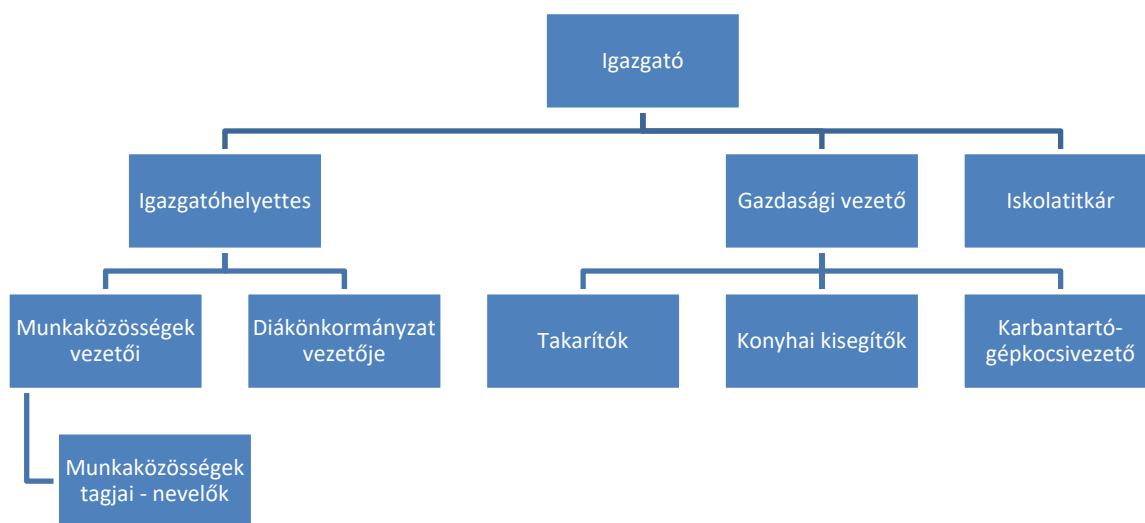 Igazgató
Igazgatóhelyettes
Gazdasági vezető
Iskolatitkár
Munkaközösségek
vezetői
Diákönkormányzat
vezetője
Takarítók
Konyhai kisegítők
Karbantartó-
gépkocsivezető
Munkaközösségek
tagjai - nevelők